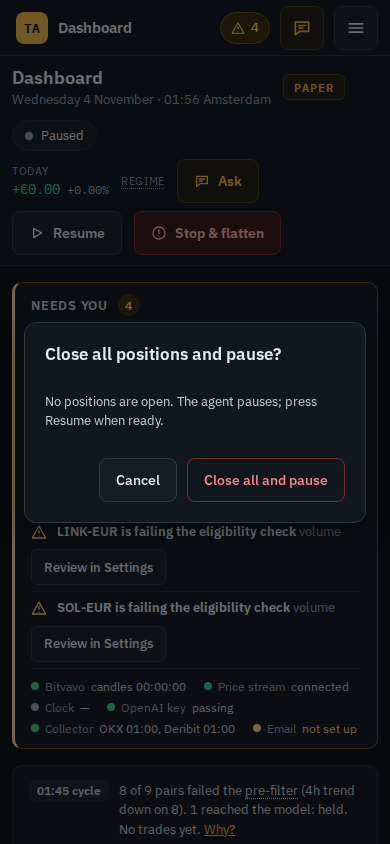 TA Dashboard 4
Dashboard
Wednesday 4 November · 01:56 Amsterdam PAPER
Paused
TODAY
+€0.00 +0.00% REGIME Ask
Resume Stop & flatten
NEEDS YOU 4
Close all positions and pause?
No positions are open. The agent pauses; press
Resume when ready.
Cancel Close all and pause
LINK-EUR is failing the eligibility check volume
Review in Settings
SOL-EUR is failing the eligibility check volume
Review in Settings
Bitvavo candles 00:00:00 Price stream connected
Clock — OpenAI key passing
Collector OKX 01:00, Deribit 01:00 Email not set up
01:45 cycle 8 of 9 pairs failed the pre-filter (4h trend
down on 8). 1 reached the model: held.
No trades yet. Why?